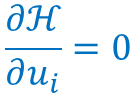 ∂ℋ/∂u_i = 0